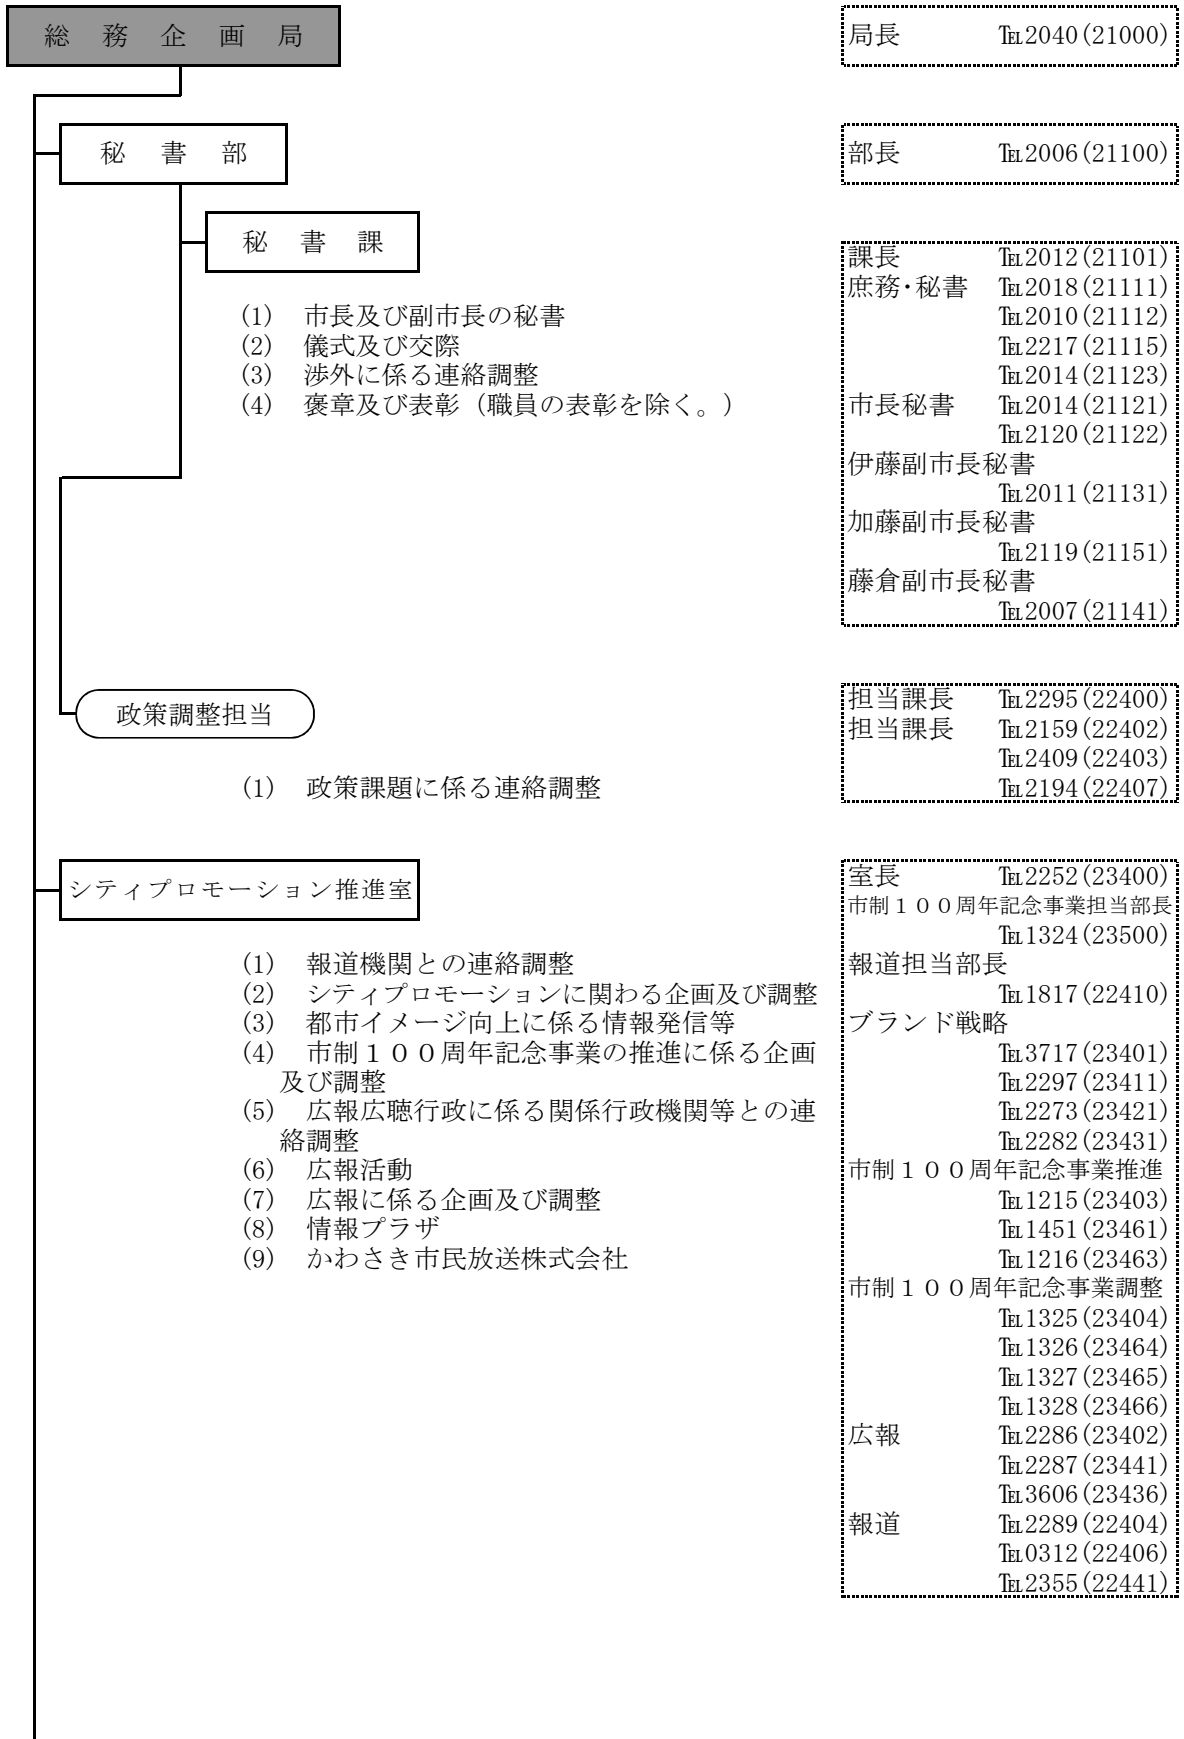 総務企画局
局長 ℡2040(21000)
秘書部
部長 ℡2006(21100)
秘書課
(1) 市長及び副市長の秘書
(2) 儀式及び交際
(3) 渉外に係る連絡調整
(4) 褒章及び表彰（職員の表彰を除く。）
課長 ℡2012(21101)
庶務・秘書 ℡2018(21111)
℡2010(21112)
℡2217(21115)
℡2014(21123)
市長秘書 ℡2014(21121)
℡2120(21122)
伊藤副市長秘書
℡2011(21131)
加藤副市長秘書
℡2119(21151)
藤倉副市長秘書
℡2007(21141)
政策調整担当
(1) 政策課題に係る連絡調整
担当課長 ℡2295(22400)
担当課長 ℡2159(22402)
℡2409(22403)
℡2194(22407)
シティプロモーション推進室
(1) 報道機関との連絡調整
(2) シティプロモーションに関わる企画及び調整
(3) 都市イメージ向上に係る情報発信等
(4) 市制１００周年記念事業の推進に係る企画
及び調整
(5) 広報広聴行政に係る関係行政機関等との連
絡調整
(6) 広報活動
(7) 広報に係る企画及び調整
(8) 情報プラザ
(9) かわさき市民放送株式会社
室長 ℡2252(23400)
市制１００周年記念事業担当部長
℡1324(23500)
報道担当部長
℡1817(22410)
ブランド戦略
℡3717(23401)
℡2297(23411)
℡2273(23421)
℡2282(23431)
市制１００周年記念事業推進
℡1215(23403)
℡1451(23461)
℡1216(23463)
市制１００周年記念事業調整
℡1325(23404)
℡1326(23464)
℡1327(23465)
℡1328(23466)
広報 ℡2286(23402)
℡2287(23441)
℡3606(23436)
報道 ℡2289(22404)
℡0312(22406)
℡2355(22441)